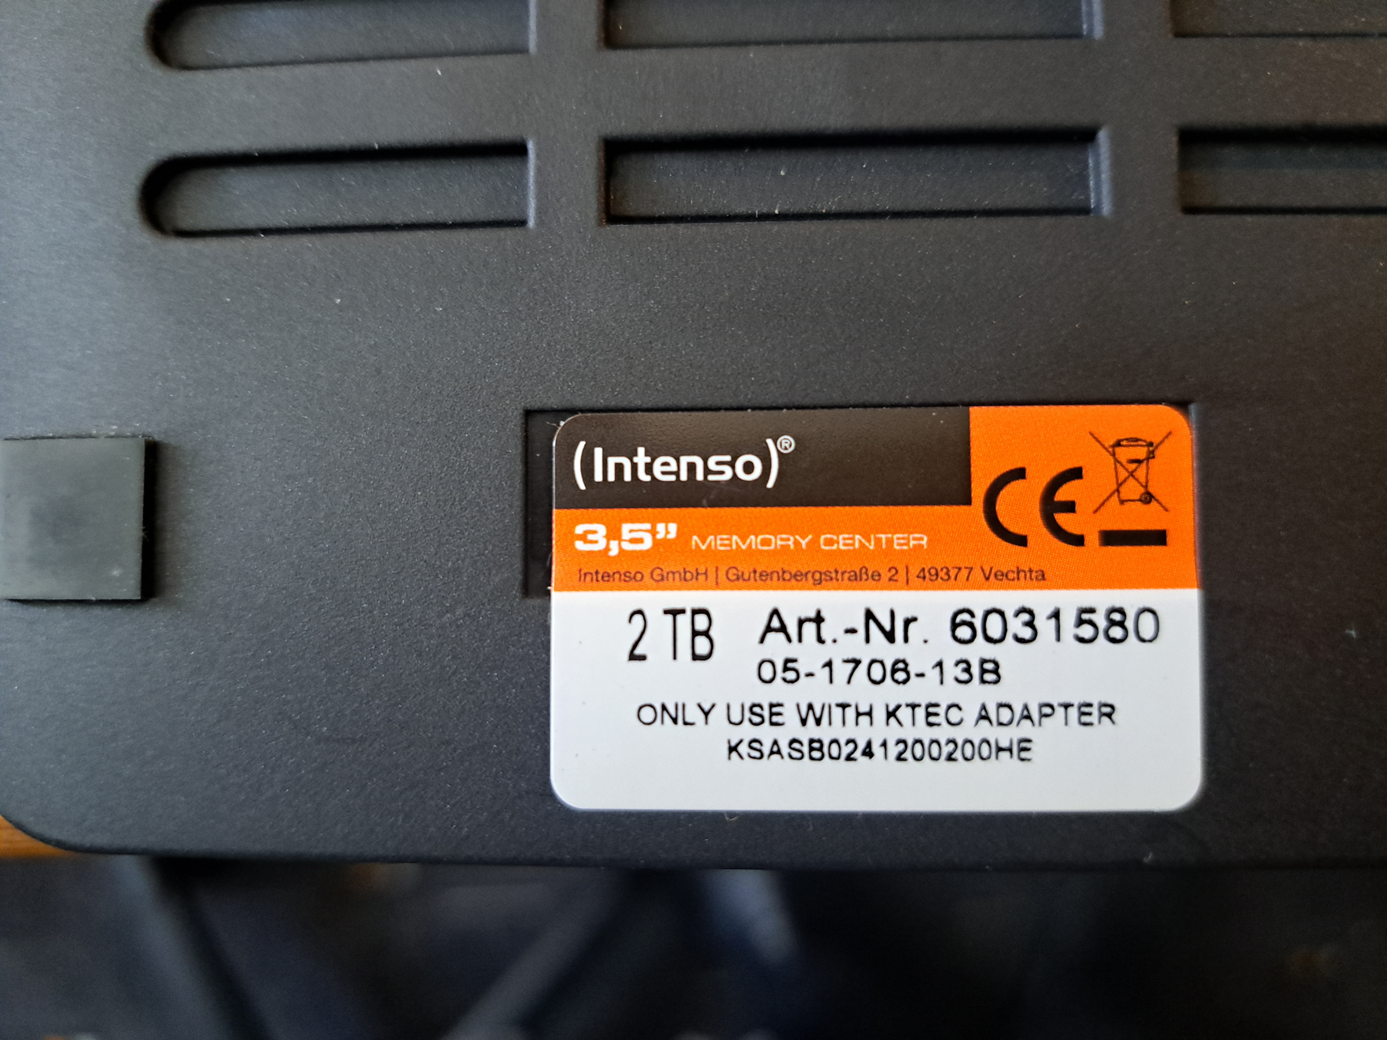 (Intenso)®
CE
3,5” MEMORY CENTER
Intenso GmbH | Gutenbergstraße 2 | 49377 Vechta
2 TB Art.-Nr. 6031580
05-1706-13B
ONLY USE WITH KTEC ADAPTER
KSASB0241200200HE